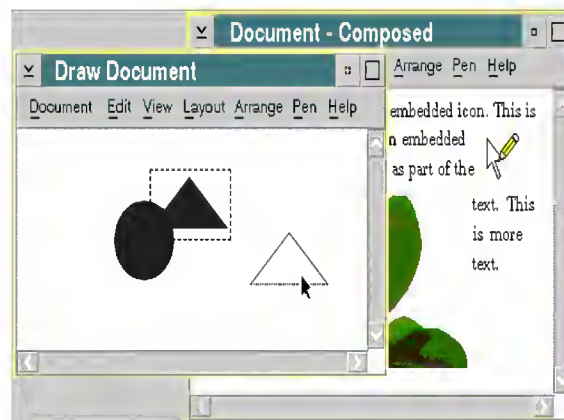 Document - Composed
Draw Document
Arrange Pen Help
Document Edit View Layout Arrange Pen Help
embedded icon. This is
n embedded
as part of the
text. This
is more
text.